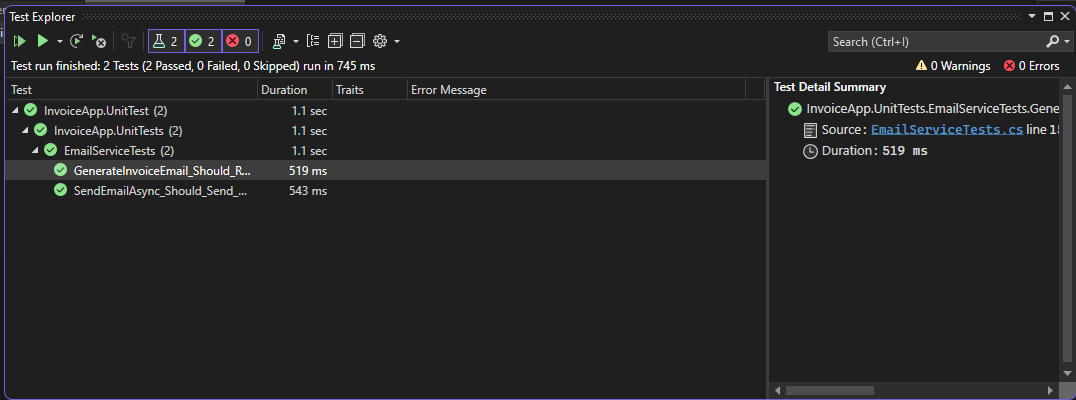 Test Explorer
2 2 0
Search (Ctrl+I)
Test run finished: 2 Tests (2 Passed, 0 Failed, 0 Skipped) run in 745 ms
0 Warnings 0 Errors
Test Duration Traits Error Message
InvoiceApp.UnitTest (2) 1.1 sec
InvoiceApp.UnitTests (2) 1.1 sec
EmailServiceTests (2) 1.1 sec
GenerateInvoiceEmail_Should_R... 519 ms
SendEmailAsync_Should_Send_... 543 ms
Test Detail Summary
InvoiceApp.UnitTests.EmailServiceTests.Gene
Source: EmailServiceTests.cs line 15
Duration: 519 ms